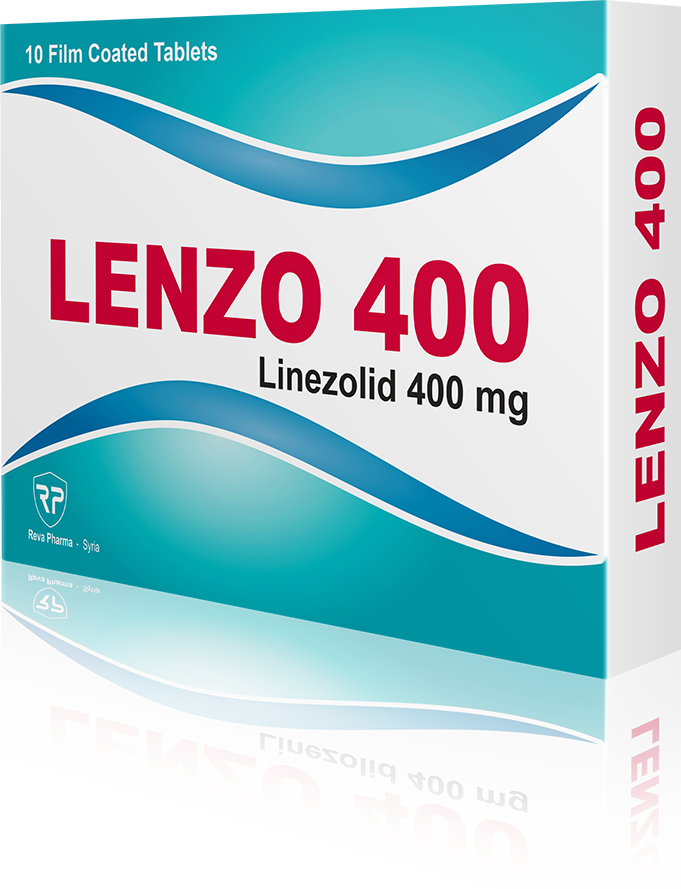 10 Film Coated Tablets
LENZO 400
Linezolid 400 mg
RP
Reva Pharma - Syria
LENZO 400